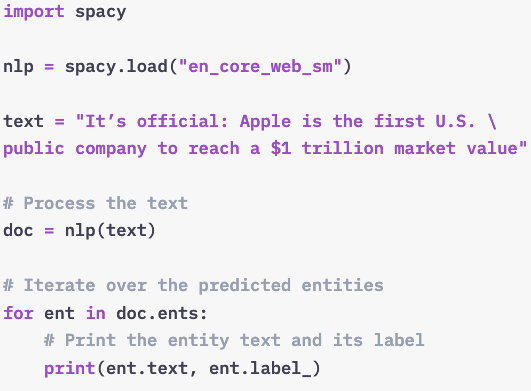 import spacy
nlp = spacy.load("en_core_web_sm")
text = "It’s official: Apple is the first U.S. \
public company to reach a $1 trillion market value"
# Process the text
doc = nlp(text)
# Iterate over the predicted entities
for ent in doc.ents:
    # Print the entity text and its label
    print(ent.text, ent.label_)